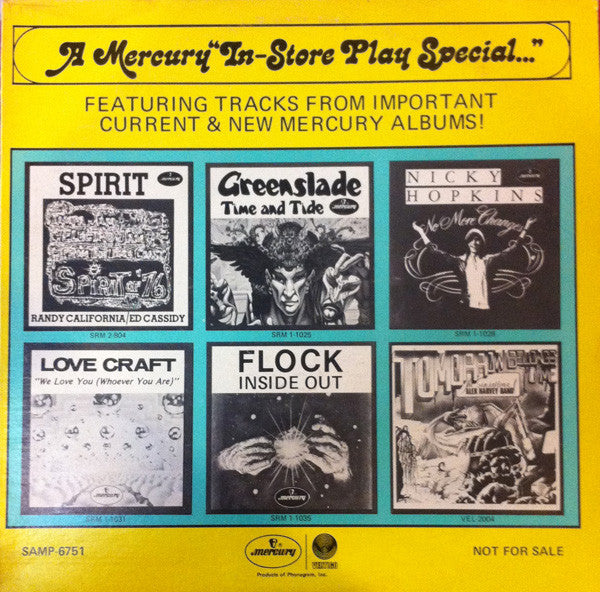 A Mercury "In-Store Play Special..."
FEATURING TRACKS FROM IMPORTANT
CURRENT & NEW MERCURY ALBUMS!
SPIRIT
SPIRIT OF '76
RANDY CALIFORNIA/ED CASSIDY
SRM 2-804
Greenslade
Time and Tide
SRM 1-1025
NICKY
HOPKINS
No More Changes
SRM 1-1028
LOVE CRAFT
"We Love You (Whoever You Are)"
mercury
SRM 1-1031
FLOCK
INSIDE OUT
mercury
SRM 1-1035
TOMORROW BELONGS
TO ME
ALEX HARVEY BAND
VEL-2004
SAMP-6751
mercury
VERTIGO
Products of Phonogram, Inc.
NOT FOR SALE